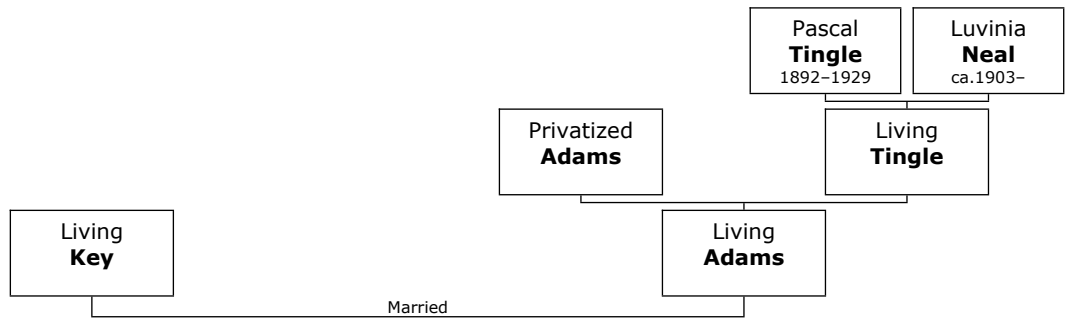 Pascal
Tingle
1892–1929
Luvinia
Neal
ca.1903–
Privatized
Adams
Living
Tingle
Living
Key
Living
Adams
Married